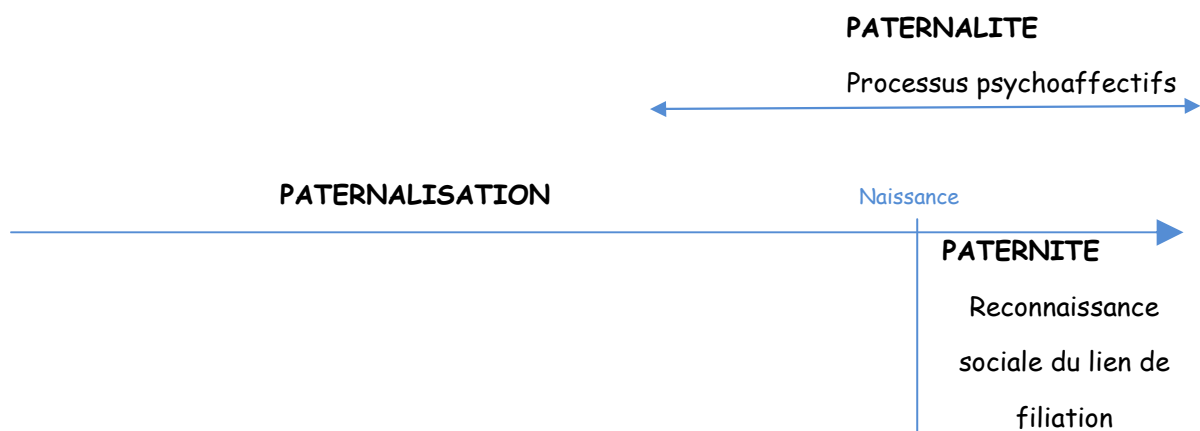 PATERNALITE
Processus psychoaffectifs
PATERNALISATION
Naissance
PATERNITE
Reconnaissance
sociale du lien de
filiation